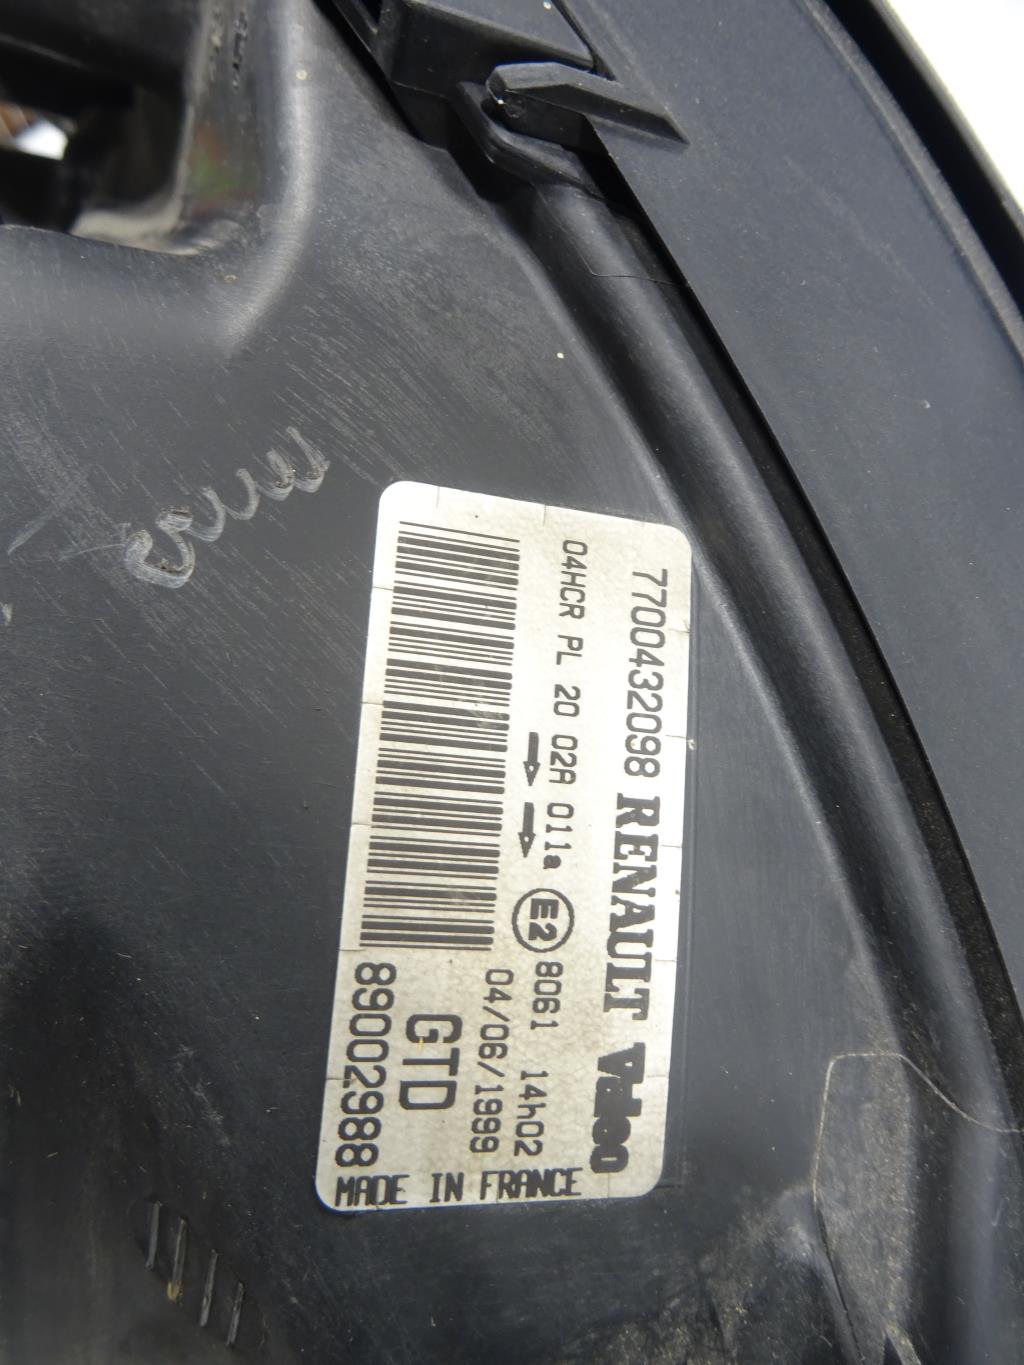 7700432098 RENAULT Valeo
04HCR PL 20 02A 011a E2 8061 14h02
04/06/1999
GTD
89002988
MADE IN FRANCE